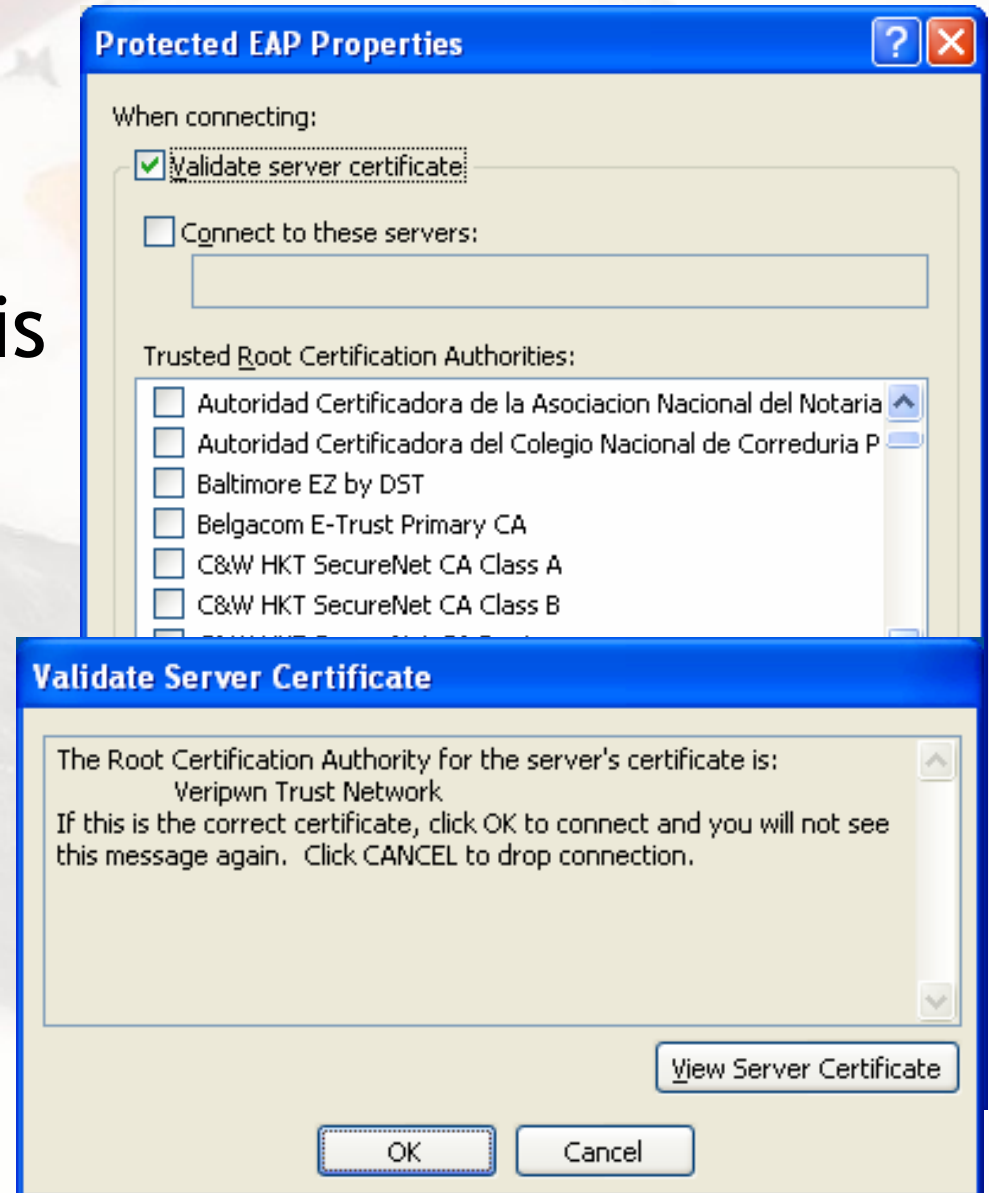 Protected EAP Properties
When connecting:
Validate server certificate
Connect to these servers:
is
Trusted Root Certification Authorities:
Autoridad Certificadora de la Asociacion Nacional del Notaria
Autoridad Certificadora del Colegio Nacional de Correduria P
Baltimore EZ by DST
Belgacom E-Trust Primary CA
C&W HKT SecureNet CA Class A
C&W HKT SecureNet CA Class B
Validate Server Certificate
The Root Certification Authority for the server's certificate is:
Veripwn Trust Network
If this is the correct certificate, click OK to connect and you will not see
this message again.  Click CANCEL to drop connection.
View Server Certificate
OK
Cancel